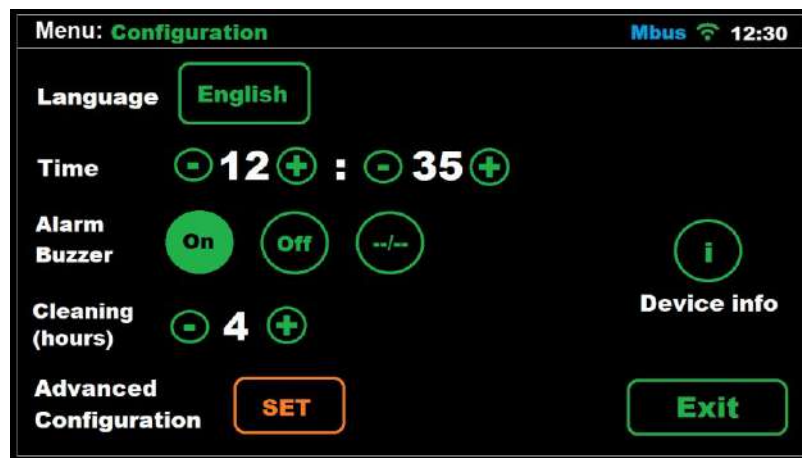 Menu: Configuration Mbus 12:30
Language English
Time - 12 + : - 35 +
Alarm
Buzzer
On Off --/--
i
Device info
Cleaning
(hours)
- 4 +
Advanced
Configuration
SET
Exit